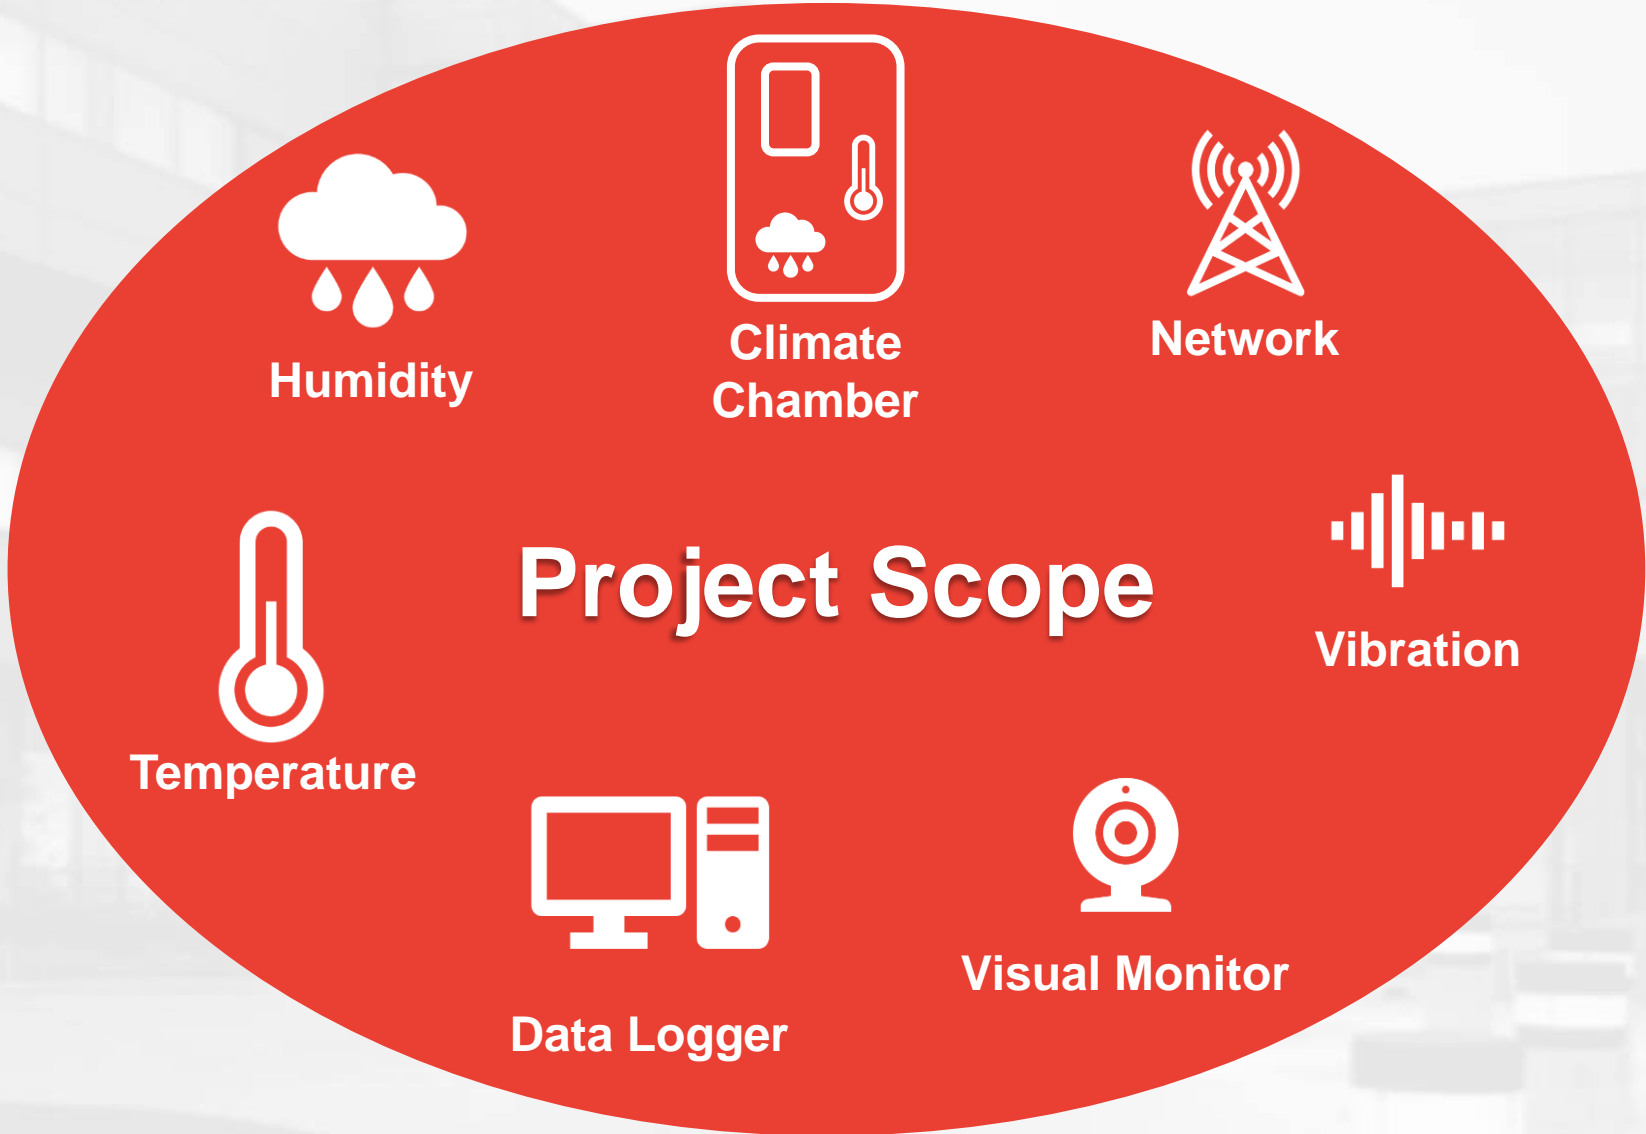 Climate
Chamber
Network
Humidity
Project Scope
Vibration
Temperature
Visual Monitor
Data Logger